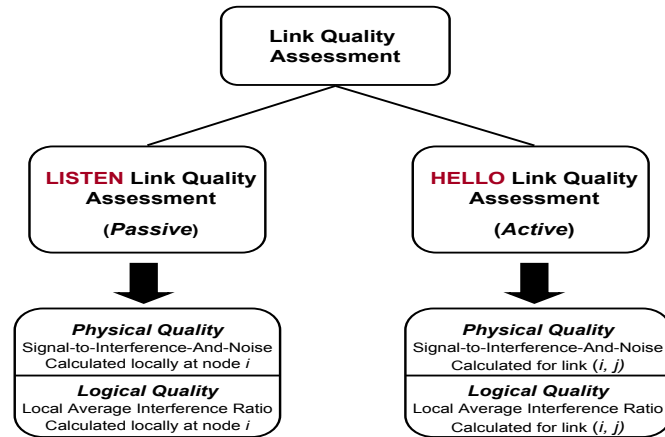 Link Quality
Assessment
LISTEN Link Quality
Assessment
(Passive)
HELLO Link Quality
Assessment
(Active)
Physical Quality
Signal-to-Interference-And-Noise
Calculated locally at node i
Logical Quality
Local Average Interference Ratio
Calculated locally at node i
Physical Quality
Signal-to-Interference-And-Noise
Calculated for link (i, j)
Logical Quality
Local Average Interference Ratio
Calculated for link (i, j)